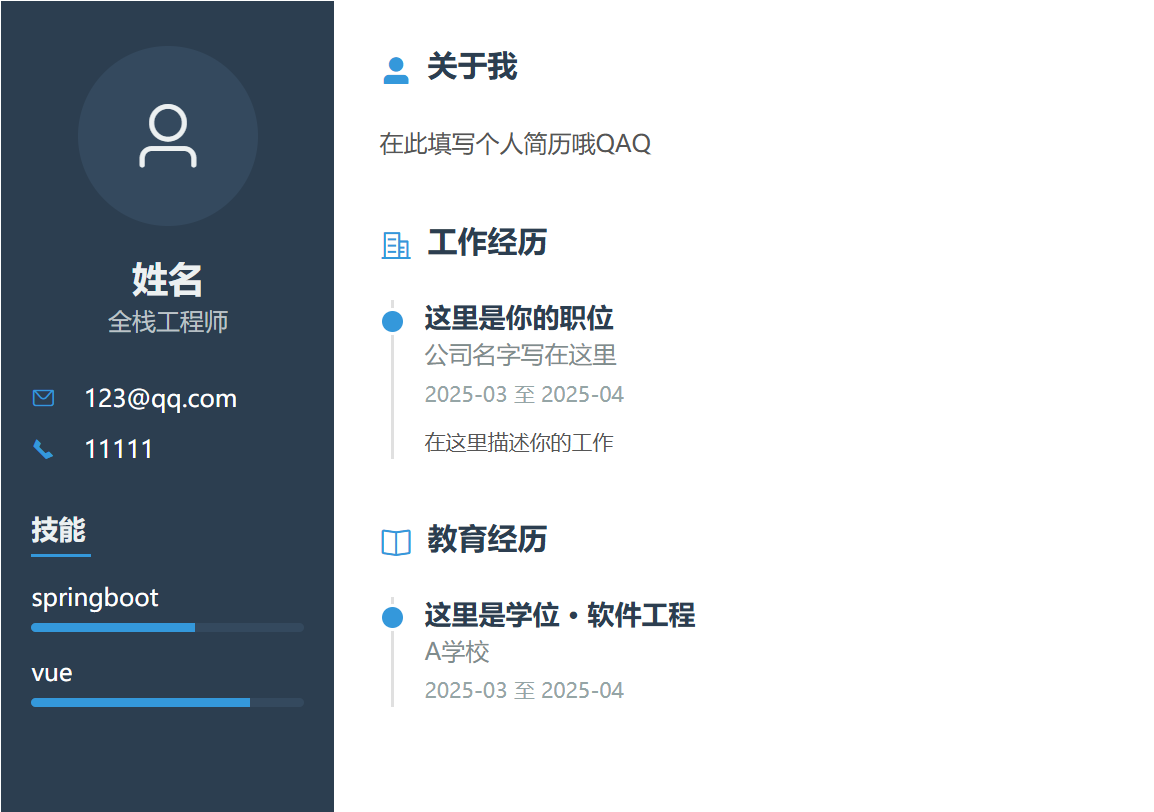 姓名
全栈工程师
123@qq.com
11111
技能
springboot
vue
关于我
在此填写个人简历哦QAQ
工作经历
这里是你的职位
公司名字写在这里
2025-03 至 2025-04
在这里描述你的工作
教育经历
这里是学位 • 软件工程
A学校
2025-03 至 2025-04